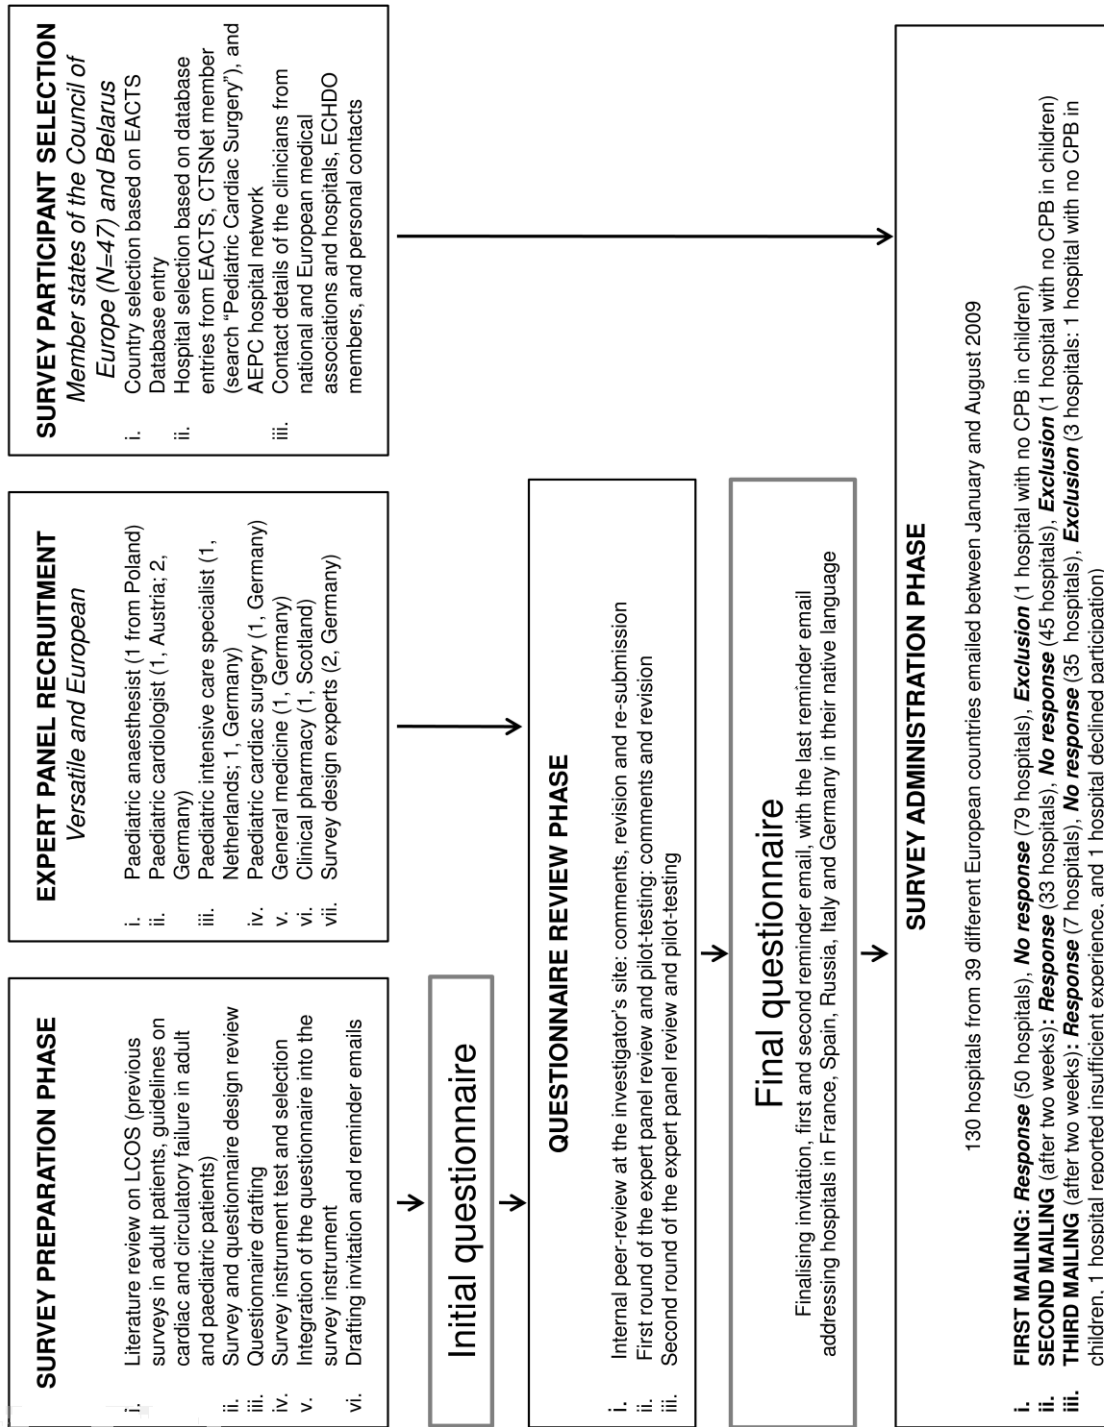 SURVEY PREPARATION PHASE
i. Literature review on LCOS (previous
surveys in adult patients, guidelines on
cardiac and circulatory failure in adult
and paediatric patients)
ii. Survey and questionnaire design review
iii. Questionnaire drafting
iv. Survey instrument test and selection
v. Integration of the questionnaire into the
survey instrument
vi. Drafting invitation and reminder emails
EXPERT PANEL RECRUITMENT
Versatile and European
i. Paediatric anaesthesist (1 from Poland)
ii. Paediatric cardiologist (1, Austria; 2,
Germany)
iii. Paediatric intensive care specialist (1,
Netherlands; 1, Germany)
iv. Paediatric cardiac surgery (1, Germany)
v. General medicine (1, Germany)
vi. Clinical pharmacy (1, Scotland)
vii. Survey design experts (2, Germany)
SURVEY PARTICIPANT SELECTION
Member states of the Council of
Europe (N=47) and Belarus
i. Country selection based on EACTS
Database entry
ii. Hospital selection based on database
entries from EACTS, CTSNet member
(search “Pediatric Cardiac Surgery”), and
AEPC hospital network
iii. Contact details of the clinicians from
national and European medical
associations and hospitals, ECHDO
members, and personal contacts
Initial questionnaire
QUESTIONNAIRE REVIEW PHASE
i. Internal peer-review at the investigator’s site: comments, revision and re-submission
ii. First round of the expert panel review and pilot-testing: comments and revision
iii. Second round of the expert panel review and pilot-testing
Final questionnaire
Finalising invitation, first and second reminder email, with the last reminder email
addressing hospitals in France, Spain, Russia, Italy and Germany in their native language
SURVEY ADMINISTRATION PHASE
130 hospitals from 39 different European countries emailed between January and August 2009
i. FIRST MAILING: Response (50 hospitals), No response (79 hospitals), Exclusion (1 hospital with no CPB in children)
ii. SECOND MAILING (after two weeks): Response (33 hospitals), No response (45 hospitals), Exclusion (1 hospital with no CPB in children)
iii. THIRD MAILING (after two weeks): Response (7 hospitals), No response (35 hospitals), Exclusion (3 hospitals: 1 hospital with no CPB in
children, 1 hospital reported insufficient experience, and 1 hospital declined participation)